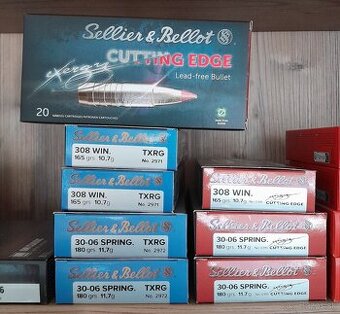 Sellier & Bellot
exergy
CUTTING EDGE
Lead-free Bullet
20
Sellier & Bellot
308 WIN. TXRG
165 grs. 10,7g No. 2971
Sellier & Bellot
308 WIN. TXRG
165 grs. 10,7g No. 2971
Sellier & Bellot
30-06 SPRING. TXRG
180 grs. 11,7g No. 2972
Sellier & Bellot
30-06 SPRING. TXRG
180 grs. 11,7g No. 2972
Sellier & Bellot
308 WIN.
165 grs. 10,7g CUTTING EDGE
Sellier & Bellot
30-06 SPRING.
180 grs. 11,7g CUTTING EDGE
Sellier & Bellot
30-06 SPRING.
180 grs. 11,7g CUTTING EDGE